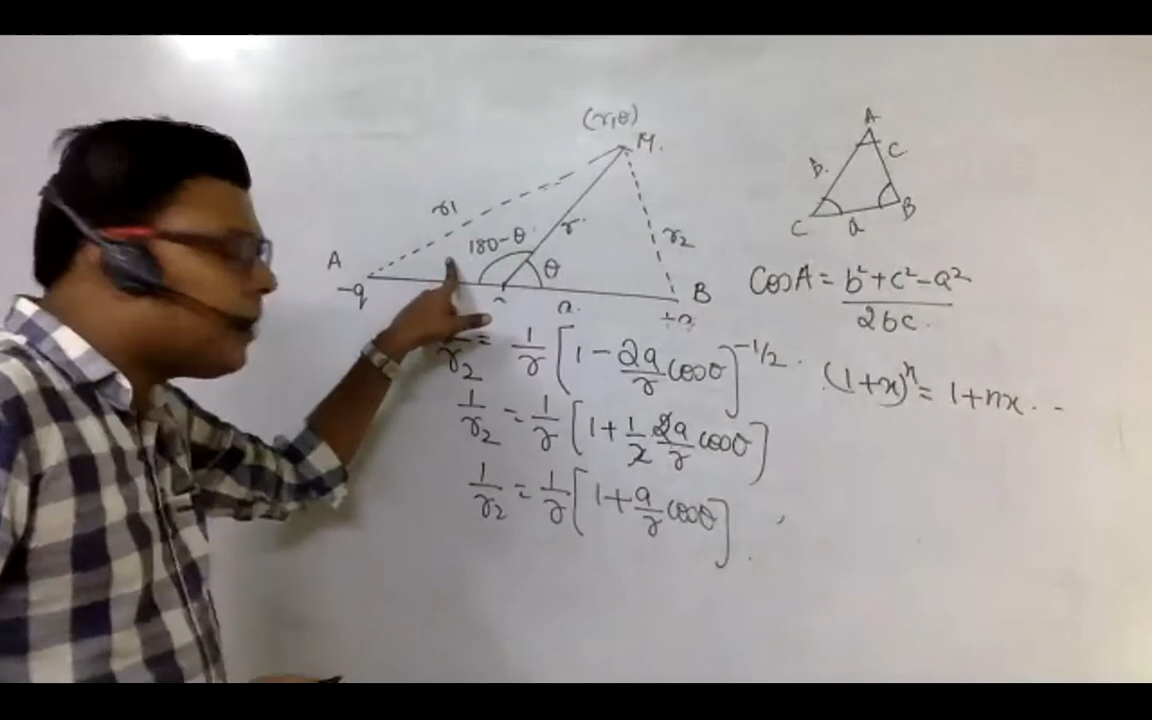 (r,θ)
M.
r1
180-θ
r
θ
r2
A
-q
a
B
A
b.
c
C
a
B
CosA = b²+c²-a² / 2bc.
1/r2 = 1/r [1 - 2a/r cosθ]^-1/2 .
(1+x)^n = 1+nx . . -
1/r2 = 1/r [1 + 1/2 2a/r cosθ]
1/r2 = 1/r [1 + a/r cosθ] .